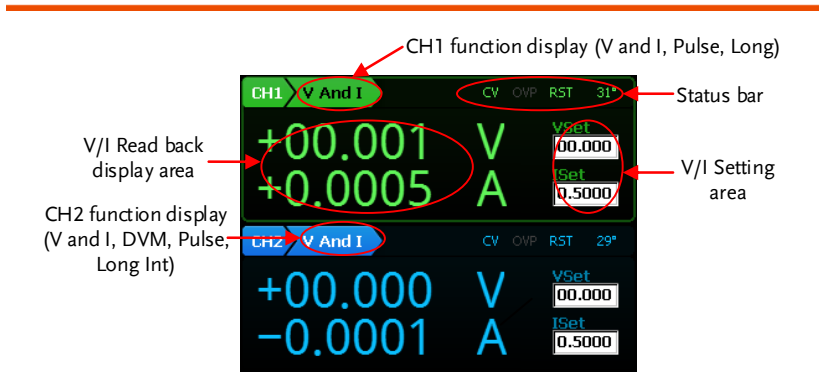 CH1 function display (V and I, Pulse, Long)
CH1 V And I CV OVP RST 31°
Status bar
+00.001 V
VSet
00.000
V/I Read back
display area
+0.0005 A
ISet
0.5000
V/I Setting
area
CH2 function display
(V and I, DVM, Pulse,
Long Int)
CH2 V And I CV OVP RST 29°
+00.000 V
VSet
00.000
-0.0001 A
ISet
0.5000